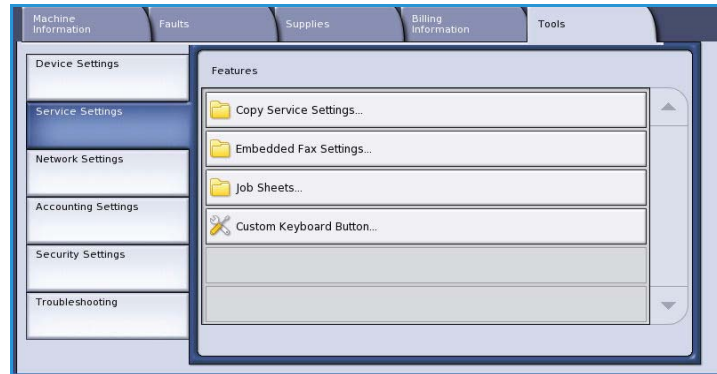 Machine
Information
Faults
Supplies
Billing
Information
Tools
Device Settings
Service Settings
Network Settings
Accounting Settings
Security Settings
Troubleshooting
Features
Copy Service Settings...
Embedded Fax Settings...
Job Sheets...
Custom Keyboard Button...